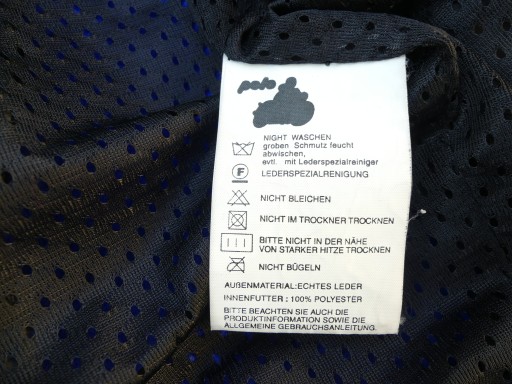 polo
NIGHT WASCHEN
groben Schmutz feucht
abwischen,
evtl. mit Lederspezialreiniger
F LEDERSPEZIALRENIGUNG
NICHT BLEICHEN
NICHT IM TROCKNER TROCKNEN
BITTE NICHT IN DER NÄHE
VON STARKER HITZE TROCKNEN
NICHT BÜGELN
AUßENMATERIAL:ECHTES LEDER
INNENFUTTER : 100% POLYESTER
BITTE BEACHTEN SIE AUCH DIE
PRODUKTINFORMATION SOWIE DIE
ALLGEMEINE GEBRAUCHSANLEITUNG.